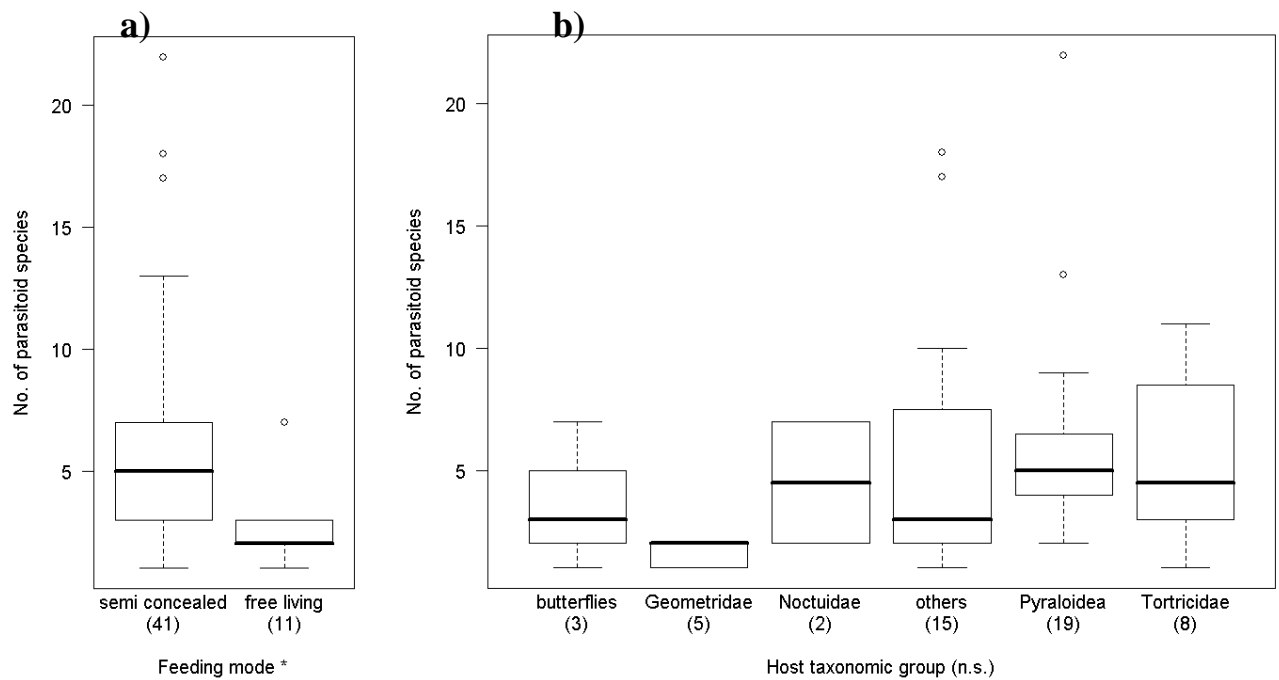 a)
No. of parasitoid species
20
15
10
5
semi concealed
(41)
free living
(11)
Feeding mode *
b)
No. of parasitoid species
20
15
10
5
butterflies
(3)
Geometridae
(5)
Noctuidae
(2)
others
(15)
Pyraloidea
(19)
Tortricidae
(8)
Host taxonomic group (n.s.)